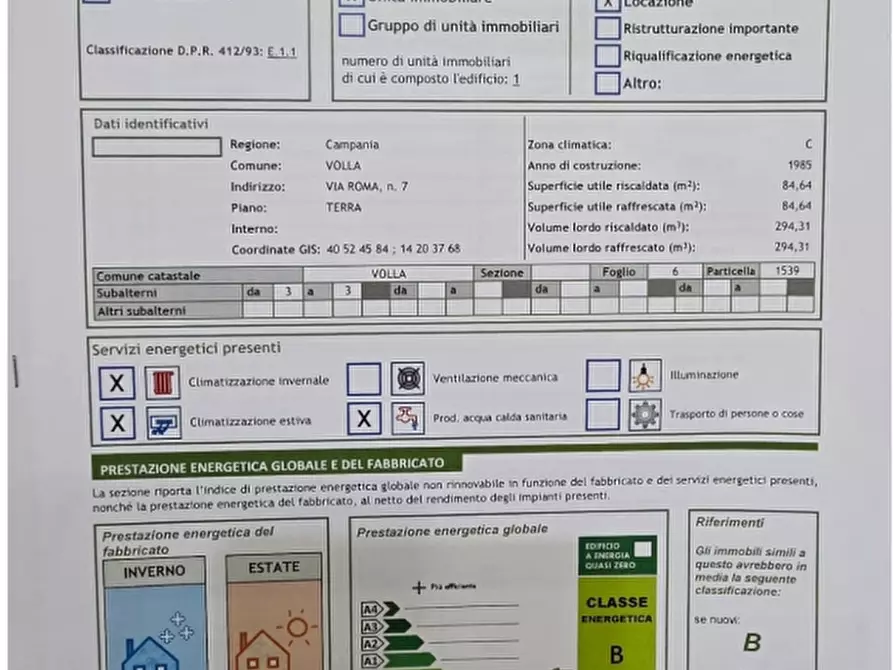 Classificazione D.P.R. 412/93: E.1.1
Gruppo di unità immobiliari
numero di unità immobiliari
di cui è composto l'edificio: 1
X Locazione
Ristrutturazione importante
Riqualificazione energetica
Altro:
Dati identificativi
Regione: Campania
Comune: VOLLA
Indirizzo: VIA ROMA, n. 7
Piano: TERRA
Interno:
Coordinate GIS: 40 52 45 84 ; 14 20 37 68
Zona climatica: C
Anno di costruzione: 1985
Superficie utile riscaldata (m²): 84,64
Superficie utile raffrescata (m²): 84,64
Volume lordo riscaldato (m³): 294,31
Volume lordo raffrescato (m³): 294,31
Comune catastale VOLLA Sezione Foglio 6 Particella 1539
Subalterni da 3 a 3 da a da a da a
Altri subalterni
Servizi energetici presenti
X Climatizzazione invernale
Ventilazione meccanica
Illuminazione
X Climatizzazione estiva
X Prod. acqua calda sanitaria
Trasporto di persone o cose
PRESTAZIONE ENERGETICA GLOBALE E DEL FABBRICATO
La sezione riporta l'indice di prestazione energetica globale non rinnovabile in funzione del fabbricato e dei servizi energetici presenti,
nonché la prestazione energetica del fabbricato, al netto del rendimento degli impianti presenti.
Prestazione energetica del
fabbricato
INVERNO
ESTATE
Prestazione energetica globale
+ Più efficiente
A4
A3
A2
A1
EDIFICIO
A ENERGIA
QUASI ZERO
CLASSE
ENERGETICA
B
Riferimenti
Gli immobili simili a
questo avrebbero in
media la seguente
classificazione:
se nuovi:
B